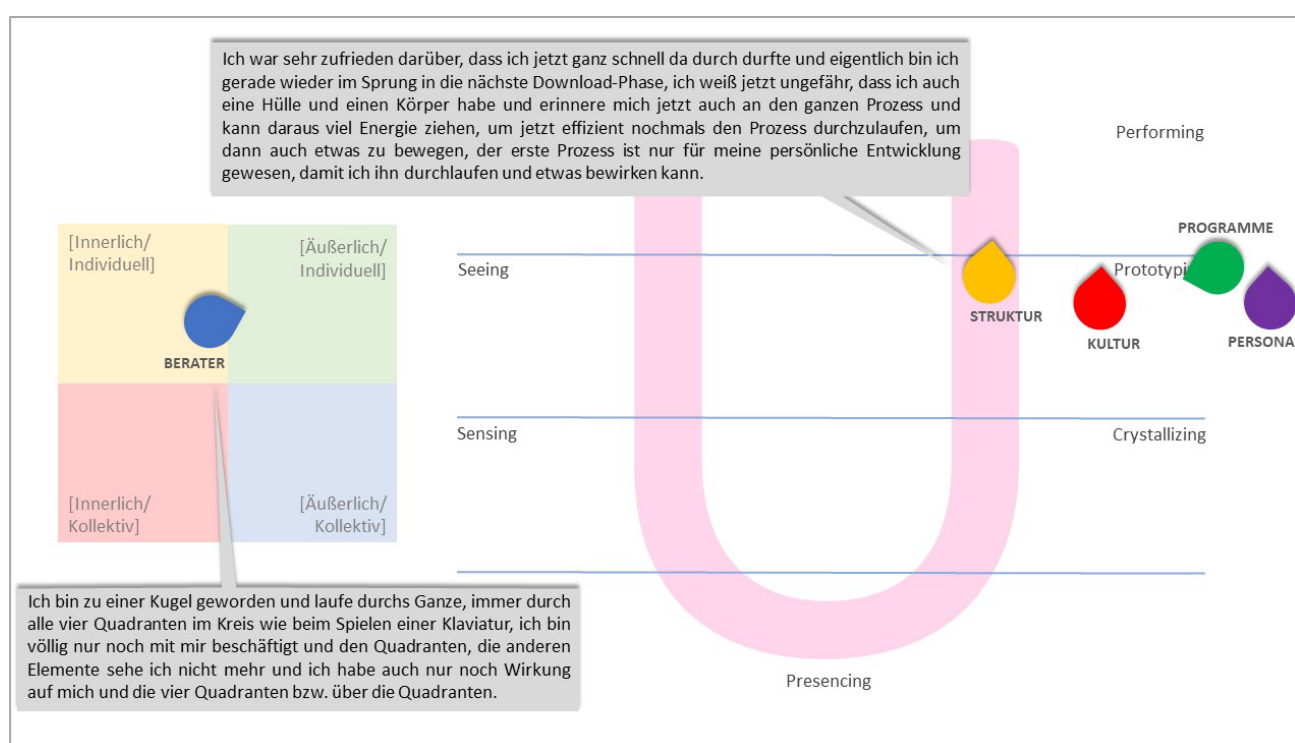 Ich war sehr zufrieden darüber, dass ich jetzt ganz schnell da durch durfte und eigentlich bin ich
gerade wieder im Sprung in die nächste Download-Phase, ich weiß jetzt ungefähr, dass ich auch
eine Hülle und einen Körper habe und erinnere mich jetzt auch an den ganzen Prozess und
kann daraus viel Energie ziehen, um jetzt effizient nochmals den Prozess durchzulaufen, um
dann auch etwas zu bewegen, der erste Prozess ist nur für meine persönliche Entwicklung
gewesen, damit ich ihn durchlaufen und etwas bewirken kann.
Performing
[Innerlich/
Individuell]
[Äußerlich/
Individuell]
BERATER
Seeing
PROGRAMME
Prototypi
STRUKTUR
KULTUR
PERSONA
Sensing
Crystallizing
[Innerlich/
Kollektiv]
[Äußerlich/
Kollektiv]
Ich bin zu einer Kugel geworden und laufe durchs Ganze, immer durch
alle vier Quadranten im Kreis wie beim Spielen einer Klaviatur, ich bin
völlig nur noch mit mir beschäftigt und den Quadranten, die anderen
Elemente sehe ich nicht mehr und ich habe auch nur noch Wirkung
auf mich und die vier Quadranten bzw. über die Quadranten.
Presencing